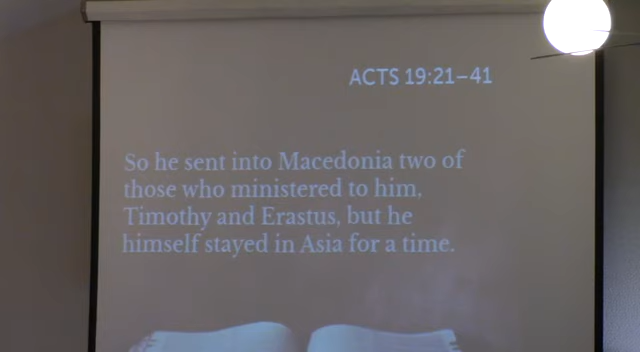 ACTS 19:21–41
So he sent into Macedonia two of
those who ministered to him,
Timothy and Erastus, but he
himself stayed in Asia for a time.